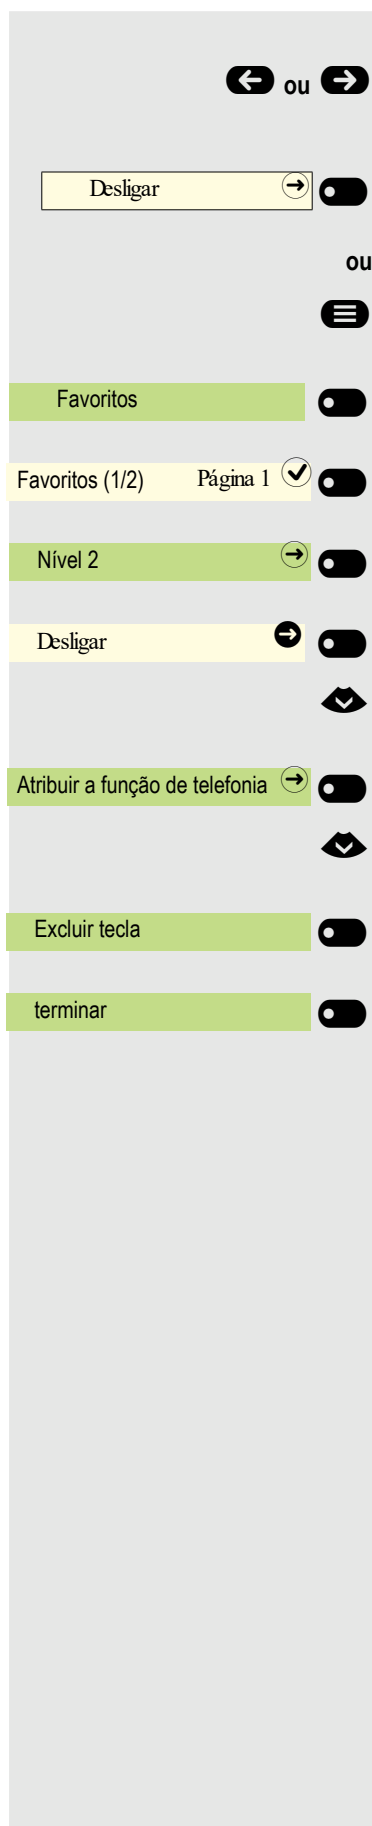 ou
Desligar
ou
Favoritos
Favoritos (1/2) Página 1
Nível 2
Desligar
Atribuir a função de telefonia
Excluir tecla
terminar